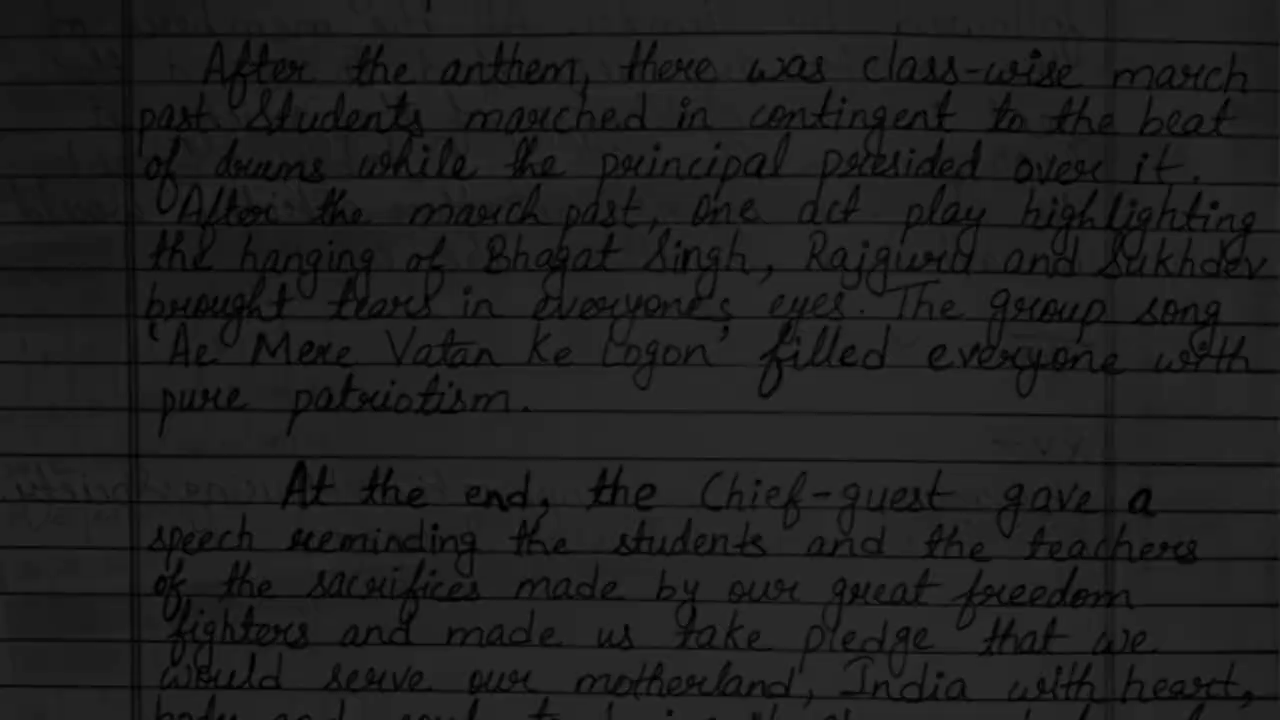 After the anthem, there was class-wise march
past. Students marched in contingent to the beat
of drums while the principal presided over it.
After the march past, one act play highlighting
the hanging of Bhagat Singh, Rajguru and Sukhdev
brought tears in everyone's eyes. The group song
'Ae Mere Vatan Ke Logon' filled everyone with
pure patriotism.
At the end, the Chief-guest gave a
speech reminding the students and the teachers
of the sacrifices made by our great freedom
fighters and made us take pledge that we
would serve our motherland, India with heart,
body and soul